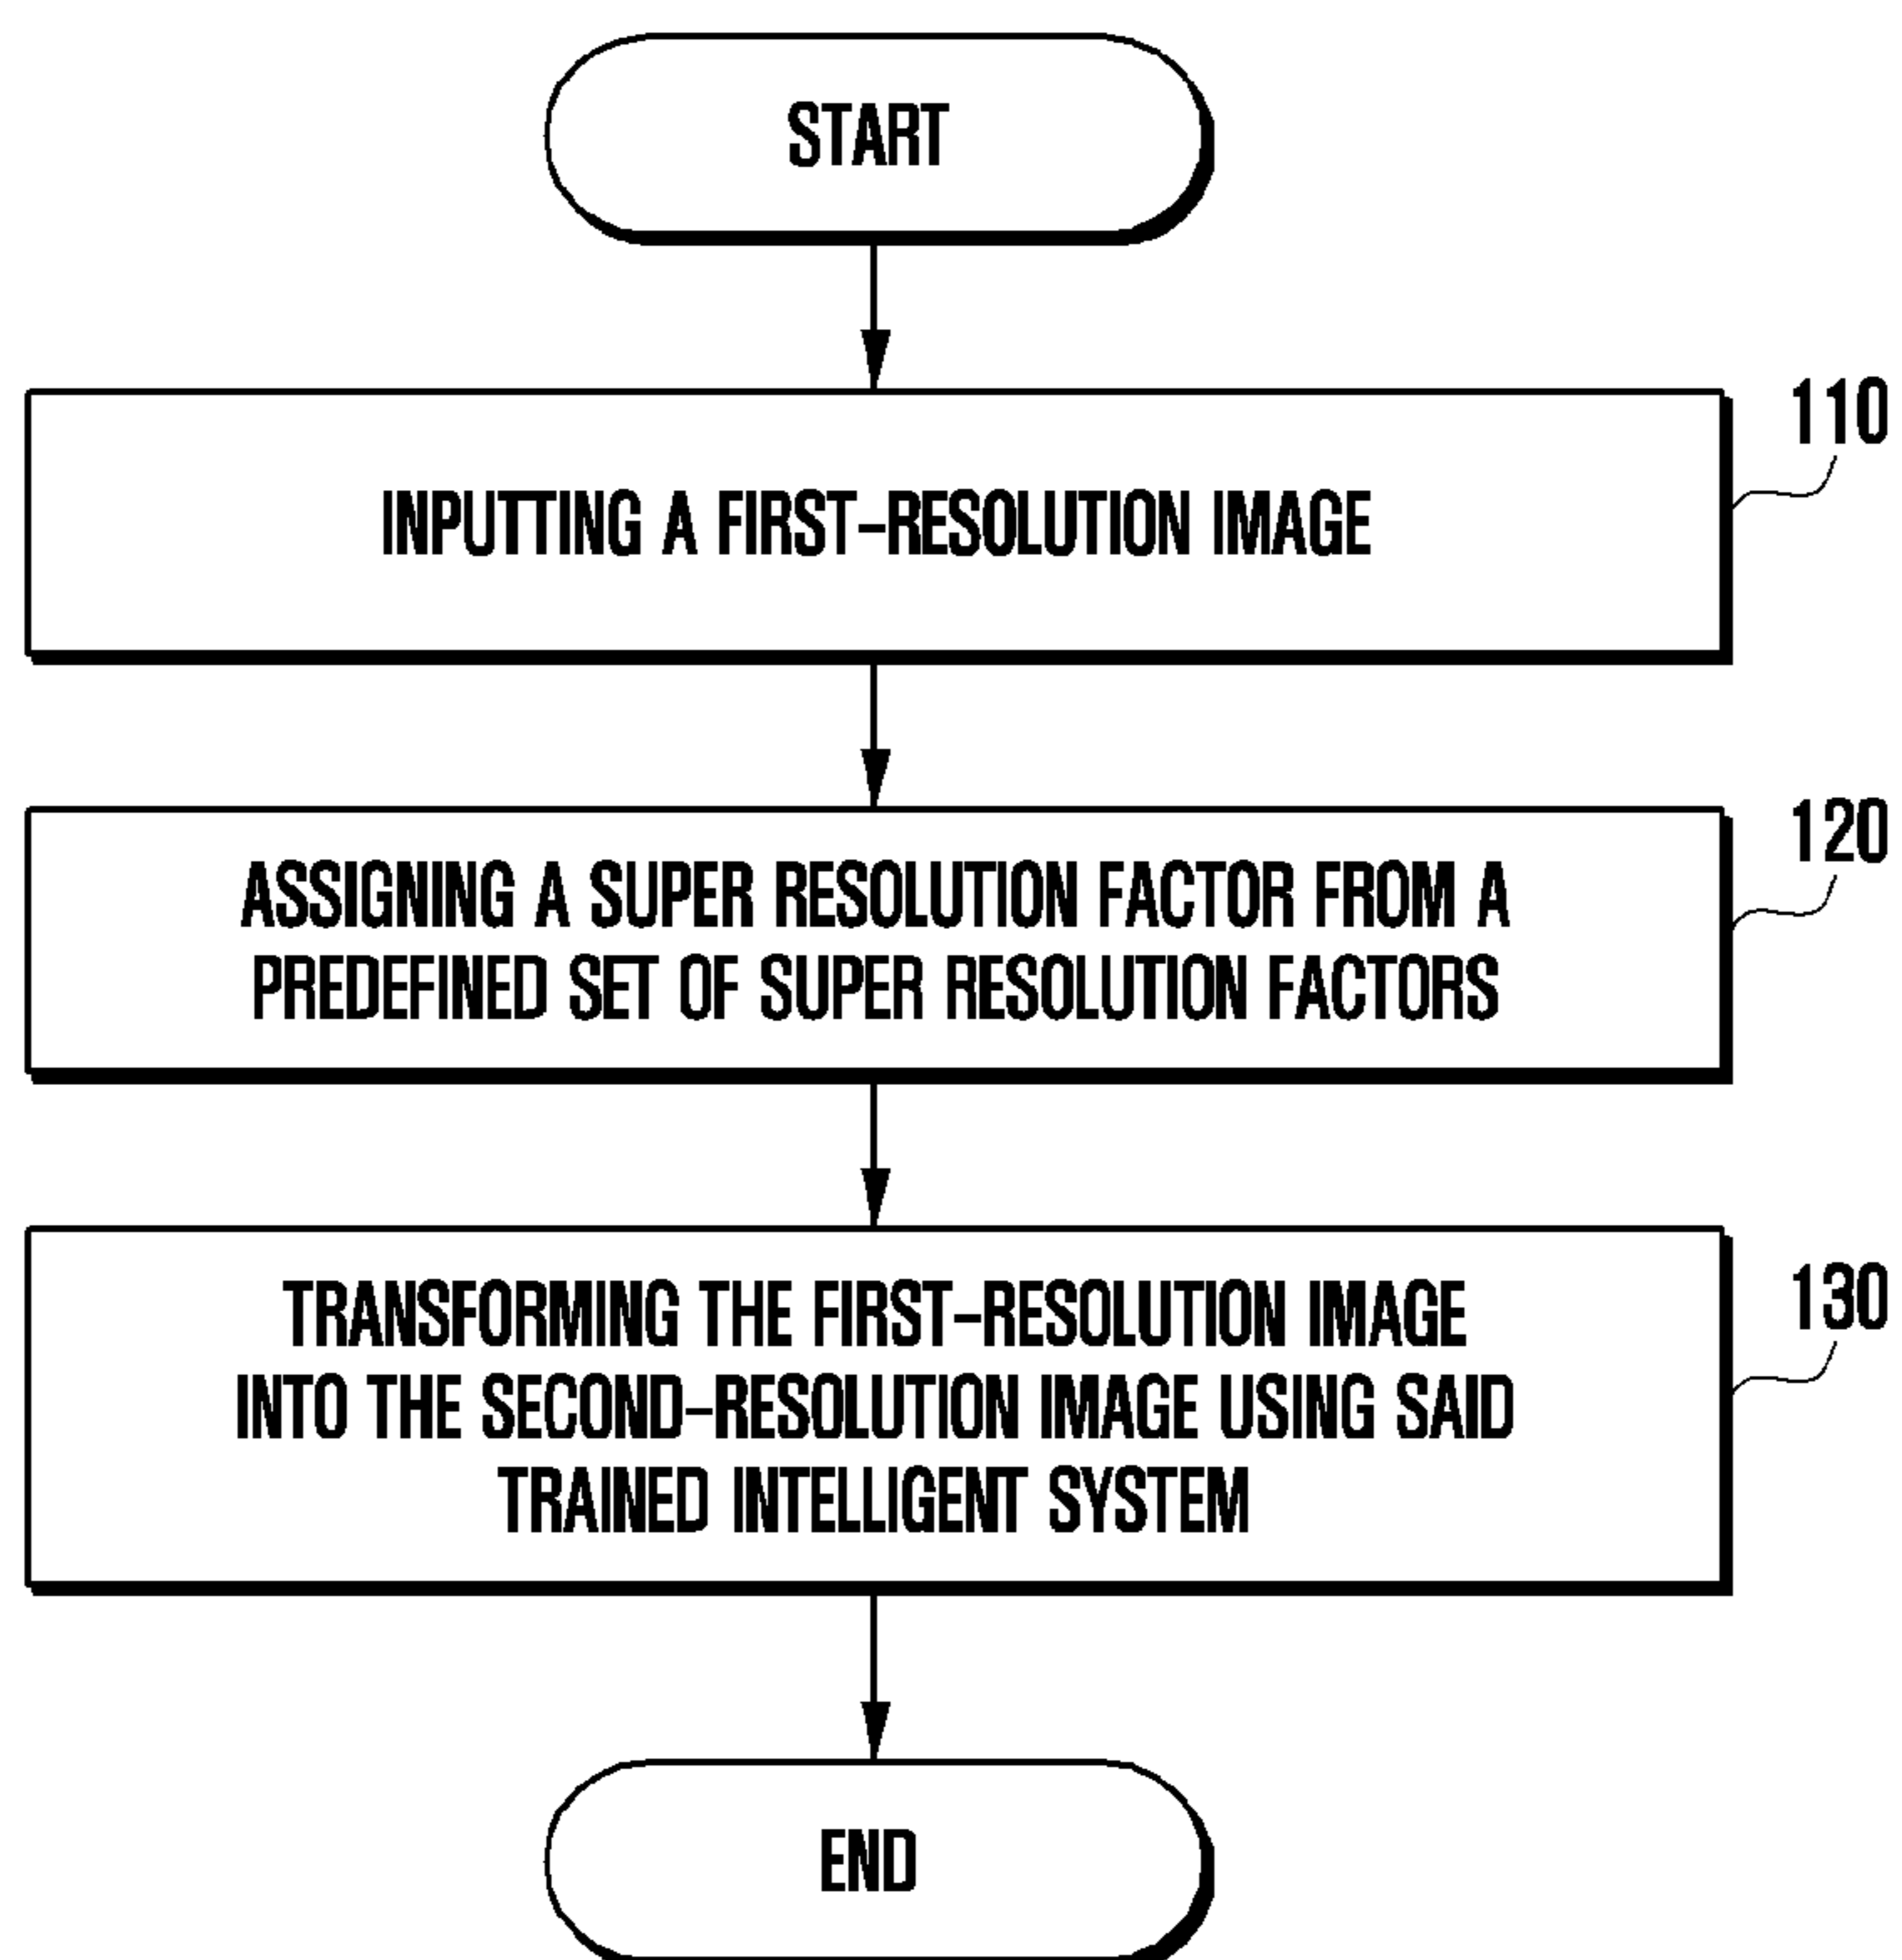 START
110
INPUTTING A FIRST-RESOLUTION IMAGE
120
ASSIGNING A SUPER RESOLUTION FACTOR FROM A
PREDEFINED SET OF SUPER RESOLUTION FACTORS
130
TRANSFORMING THE FIRST-RESOLUTION IMAGE
INTO THE SECOND-RESOLUTION IMAGE USING SAID
TRAINED INTELLIGENT SYSTEM
END